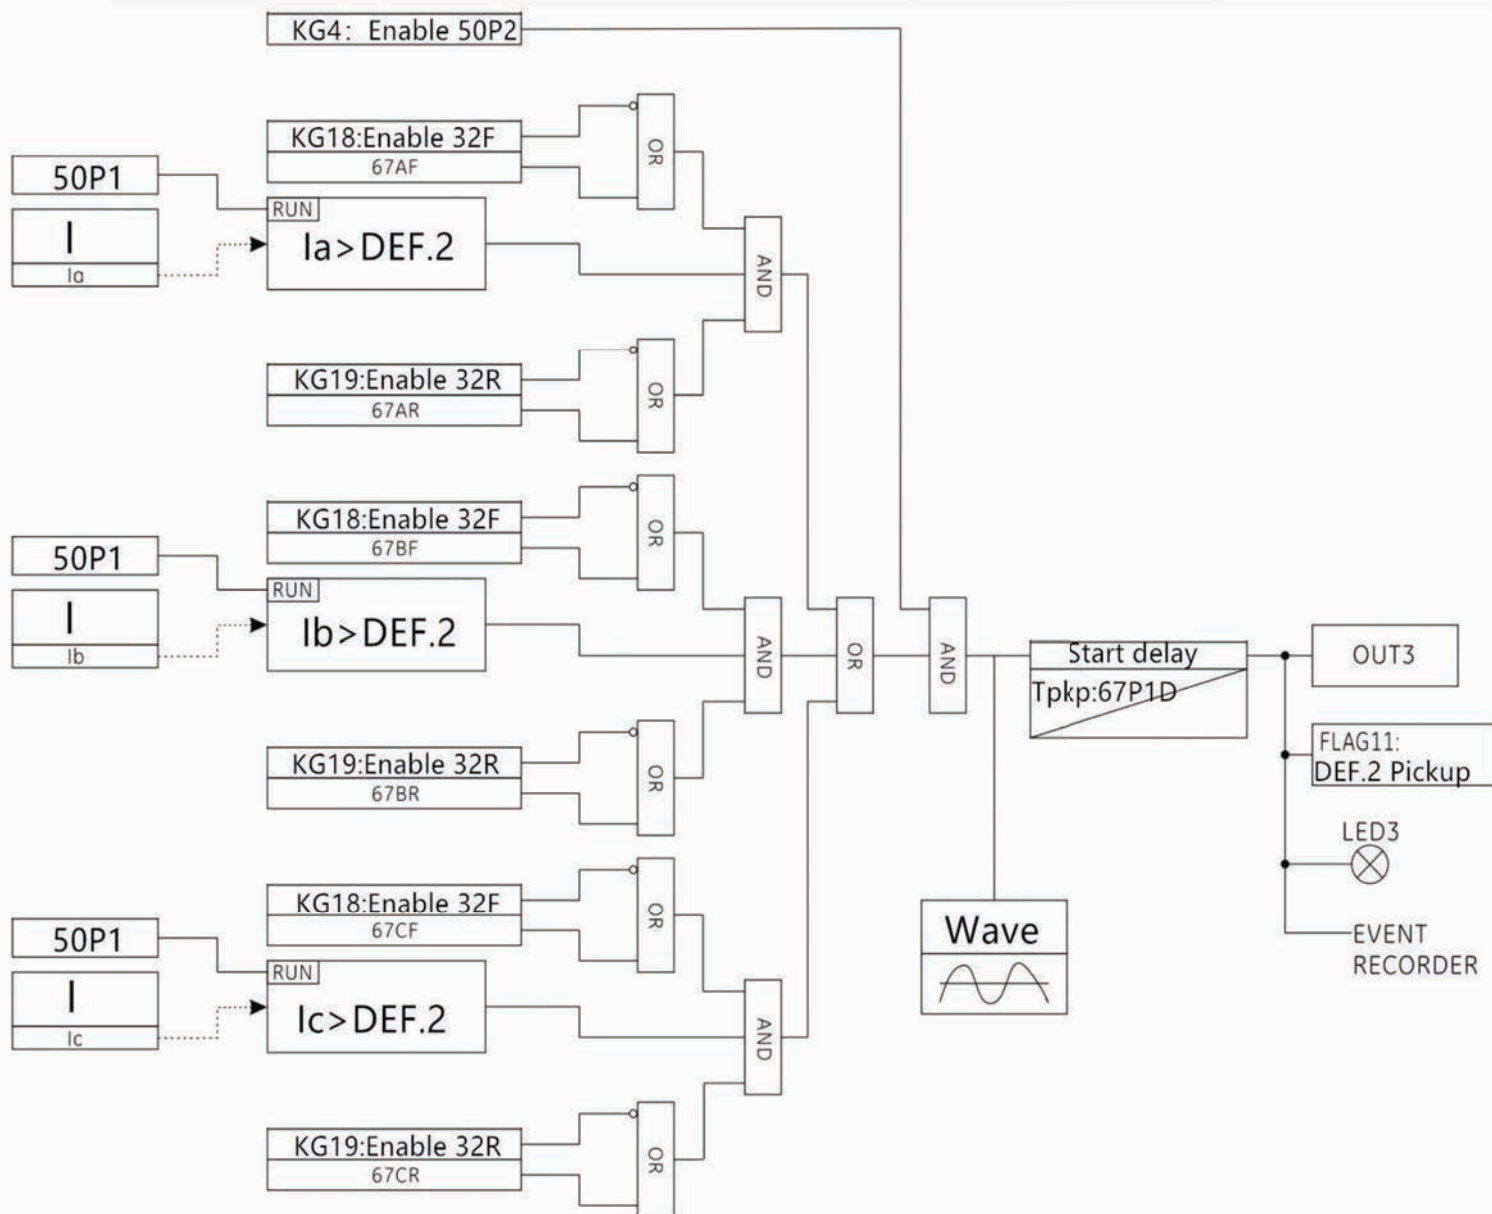 KG4: Enable 50P2
KG18:Enable 32F
67AF
OR
50P1
RUN
I
Ia
Ia>DEF.2
AND
KG19:Enable 32R
67AR
OR
KG18:Enable 32F
67BF
OR
50P1
RUN
I
Ib
Ib>DEF.2
AND
OR
AND
Start delay
Tpkp:67P1D
OUT3
FLAG11:
DEF.2 Pickup
KG19:Enable 32R
67BR
OR
LED3
KG18:Enable 32F
67CF
OR
Wave
EVENT
RECORDER
50P1
RUN
I
Ic
Ic>DEF.2
AND
KG19:Enable 32R
67CR
OR